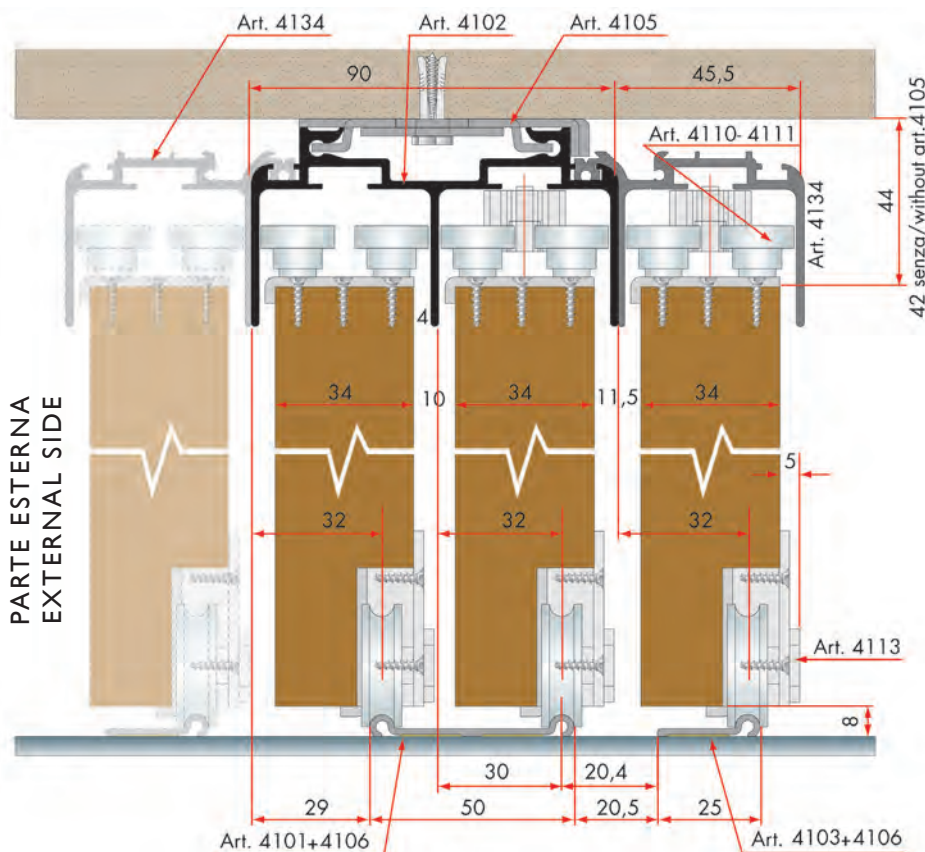 Art. 4134
Art. 4102
Art. 4105
90
45,5
Art. 4110- 4111
Art. 4134
44
42 senza/without art.4105
4
34
10
34
11,5
34
5
32
32
32
PARTE ESTERNA
EXTERNAL SIDE
Art. 4113
8
30
20,4
29
50
20,5
25
Art. 4101+4106
Art. 4103+4106